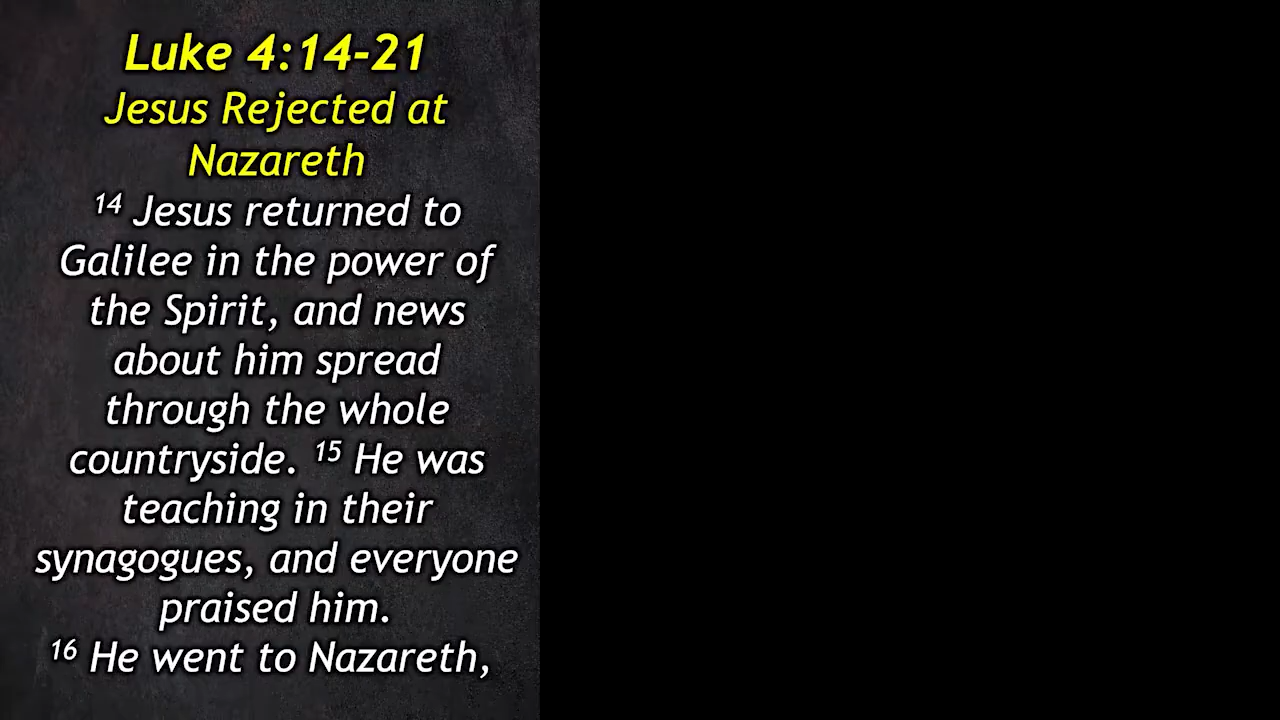 Luke 4:14-21
Jesus Rejected at
Nazareth
14 Jesus returned to
Galilee in the power of
the Spirit, and news
about him spread
through the whole
countryside. 15 He was
teaching in their
synagogues, and everyone
praised him.
16 He went to Nazareth,